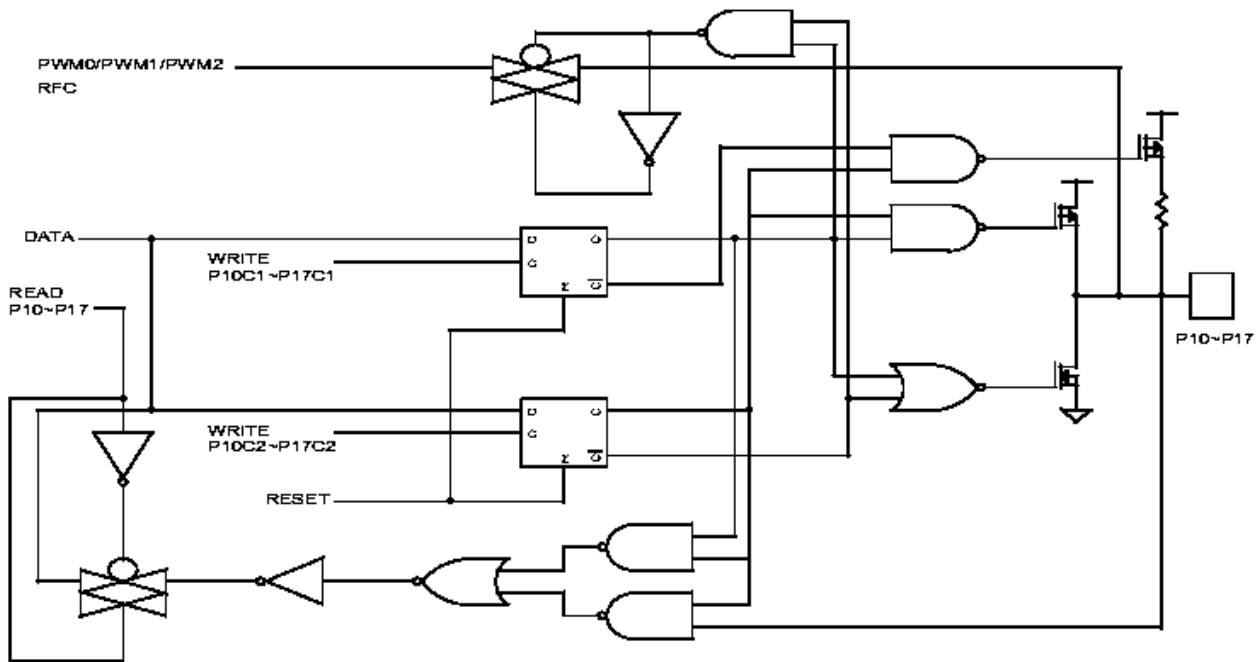 PWM0/PWM1/PWM2
RFC
DATA
WRITE
P10C1~P17C1
D
Q
G
Q
R
READ
P10~P17
P10~P17
WRITE
P10C2~P17C2
D
Q
G
Q
R
RESET